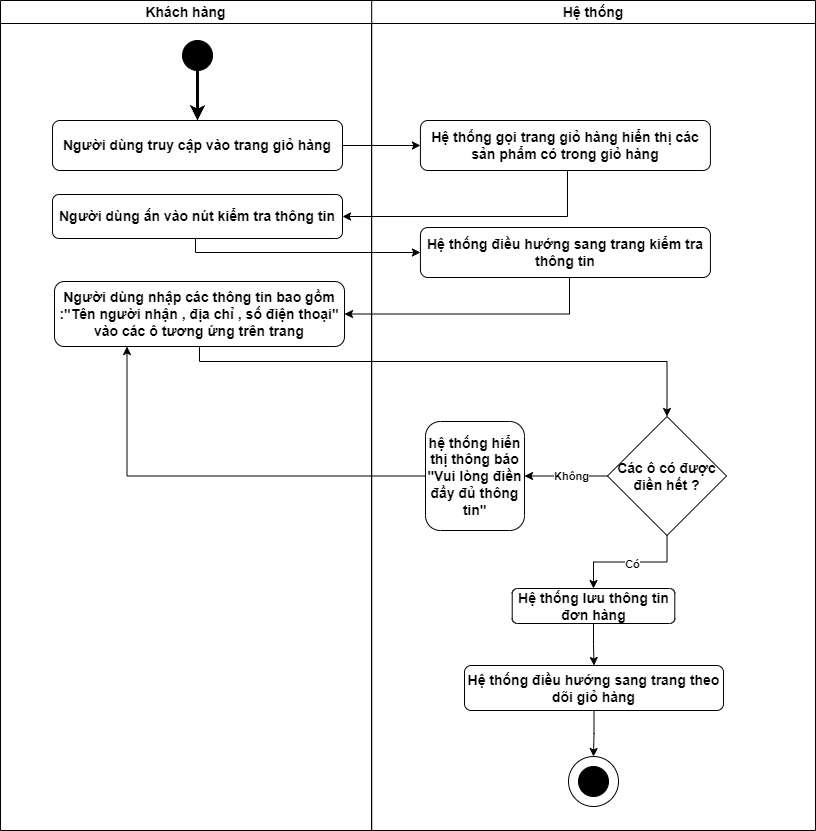 Khách hàng
Hệ thống
Người dùng truy cập vào trang giỏ hàng
Hệ thống gọi trang giỏ hàng hiển thị các
sản phẩm có trong giỏ hàng
Người dùng ấn vào nút kiểm tra thông tin
Hệ thống điều hướng sang trang kiểm tra
thông tin
Người dùng nhập các thông tin bao gồm
:"Tên người nhận , địa chỉ , số điện thoại"
vào các ô tương ứng trên trang
hệ thống hiển
thị thông báo
"Vui lòng điền
đầy đủ thông
tin"
Không
Các ô có được
điền hết ?
Có
Hệ thống lưu thông tin
đơn hàng
Hệ thống điều hướng sang trang theo
dõi giỏ hàng